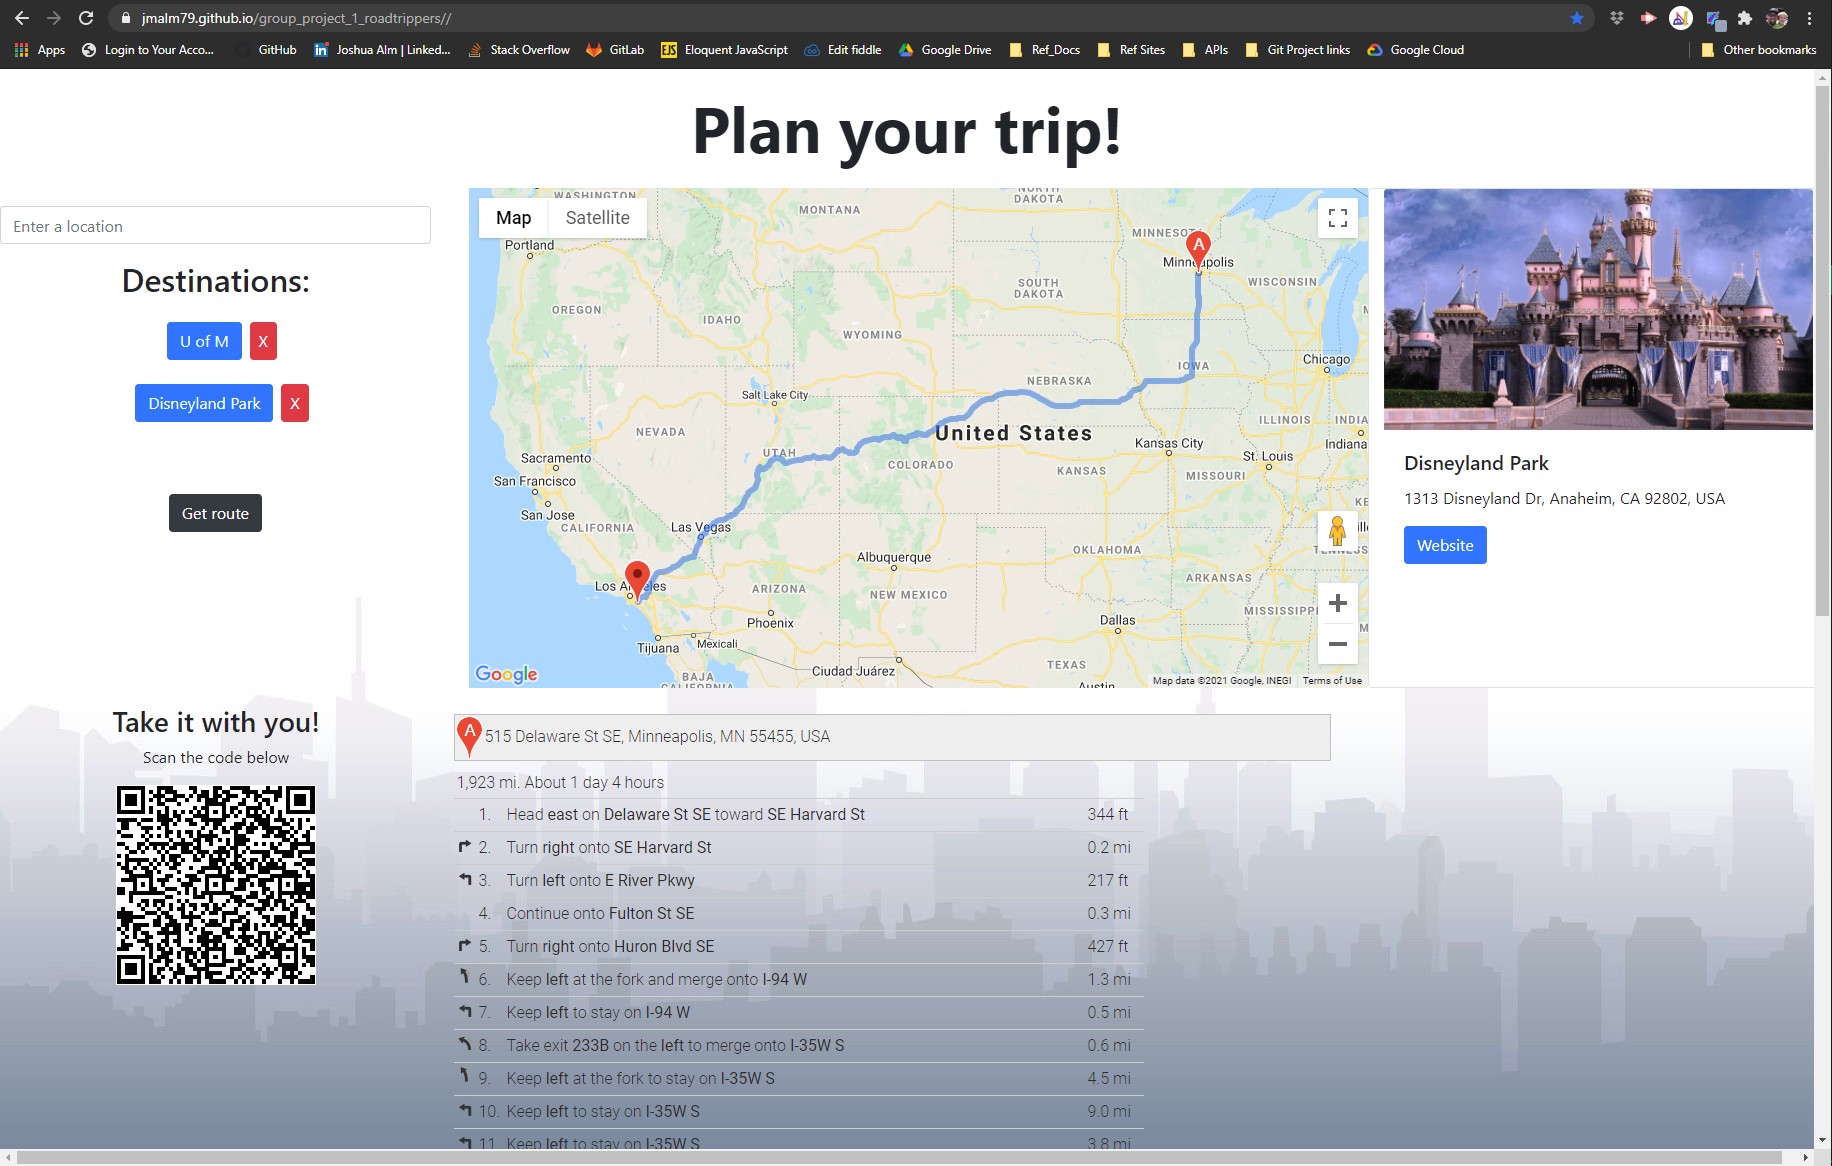 jmalm79.github.io/group_project_1_roadtrippers//
Apps
Login to Your Acco...
GitHub
Joshua Alm | Linked...
Stack Overflow
GitLab
EJS
Eloquent JavaScript
Edit fiddle
Google Drive
Ref_Docs
Ref Sites
APIs
Git Project links
Google Cloud
Other bookmarks
Plan your trip!
Enter a location
Destinations:
U of M
X
Disneyland Park
X
Get route
Map
Satellite
WASHINGTON
MONTANA
NORTH
DAKOTA
Portland
MINNESOT
A
Minneapolis
WISCONSIN
SOUTH
DAKOTA
OREGON
IDAHO
WYOMING
IOWA
Chicago
NEBRASKA
Salt Lake City
ILLINOIS
INDIA
Indiana
NEVADA
United States
UTAH
Kansas City
Sacramento
COLORADO
KANSAS
St. Louis
MISSOURI
San Francisco
KE
San Jose
CALIFORNIA
Las Vegas
Albuquerque
OKLAHOMA
TENNESS
Los Angeles
ARIZONA
NEW MEXICO
ARKANSAS
MISSISSIPP
Phoenix
Dallas
Tijuana
Mexicali
Ciudad Juárez
TEXAS
BAJA
CALIFORNIA
Austin
Google
Map data ©2021 Google, INEGI
Terms of Use
Disneyland Park
1313 Disneyland Dr, Anaheim, CA 92802, USA
Website
Take it with you!
Scan the code below
A
515 Delaware St SE, Minneapolis, MN 55455, USA
1,923 mi. About 1 day 4 hours
1. Head east on Delaware St SE toward SE Harvard St 344 ft
2. Turn right onto SE Harvard St 0.2 mi
3. Turn left onto E River Pkwy 217 ft
4. Continue onto Fulton St SE 0.3 mi
5. Turn right onto Huron Blvd SE 427 ft
6. Keep left at the fork and merge onto I-94 W 1.3 mi
7. Keep left to stay on I-94 W 0.5 mi
8. Take exit 233B on the left to merge onto I-35W S 0.6 mi
9. Keep left at the fork to stay on I-35W S 4.5 mi
10. Keep left to stay on I-35W S 9.0 mi
11. Keep left to stay on I-35W S 3.8 mi